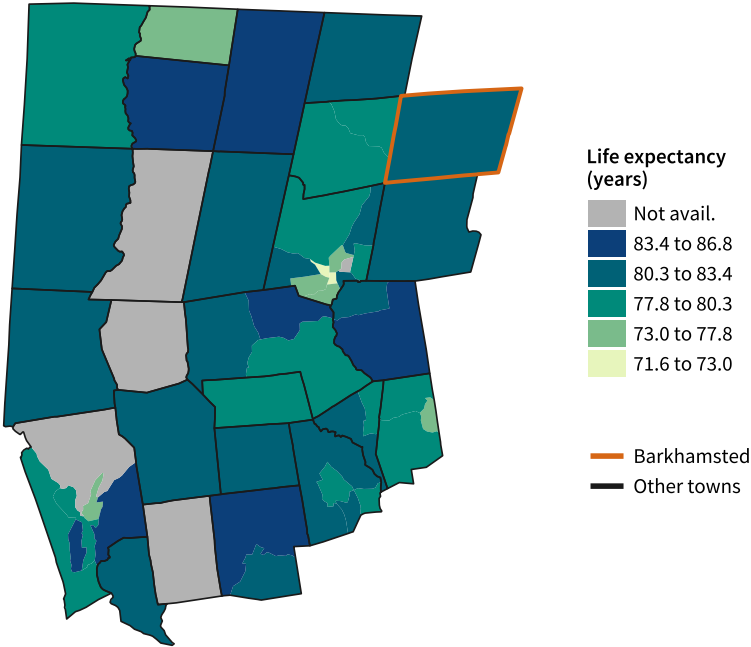 Life expectancy
(years)
Not avail.
83.4 to 86.8
80.3 to 83.4
77.8 to 80.3
73.0 to 77.8
71.6 to 73.0
Barkhamsted
Other towns